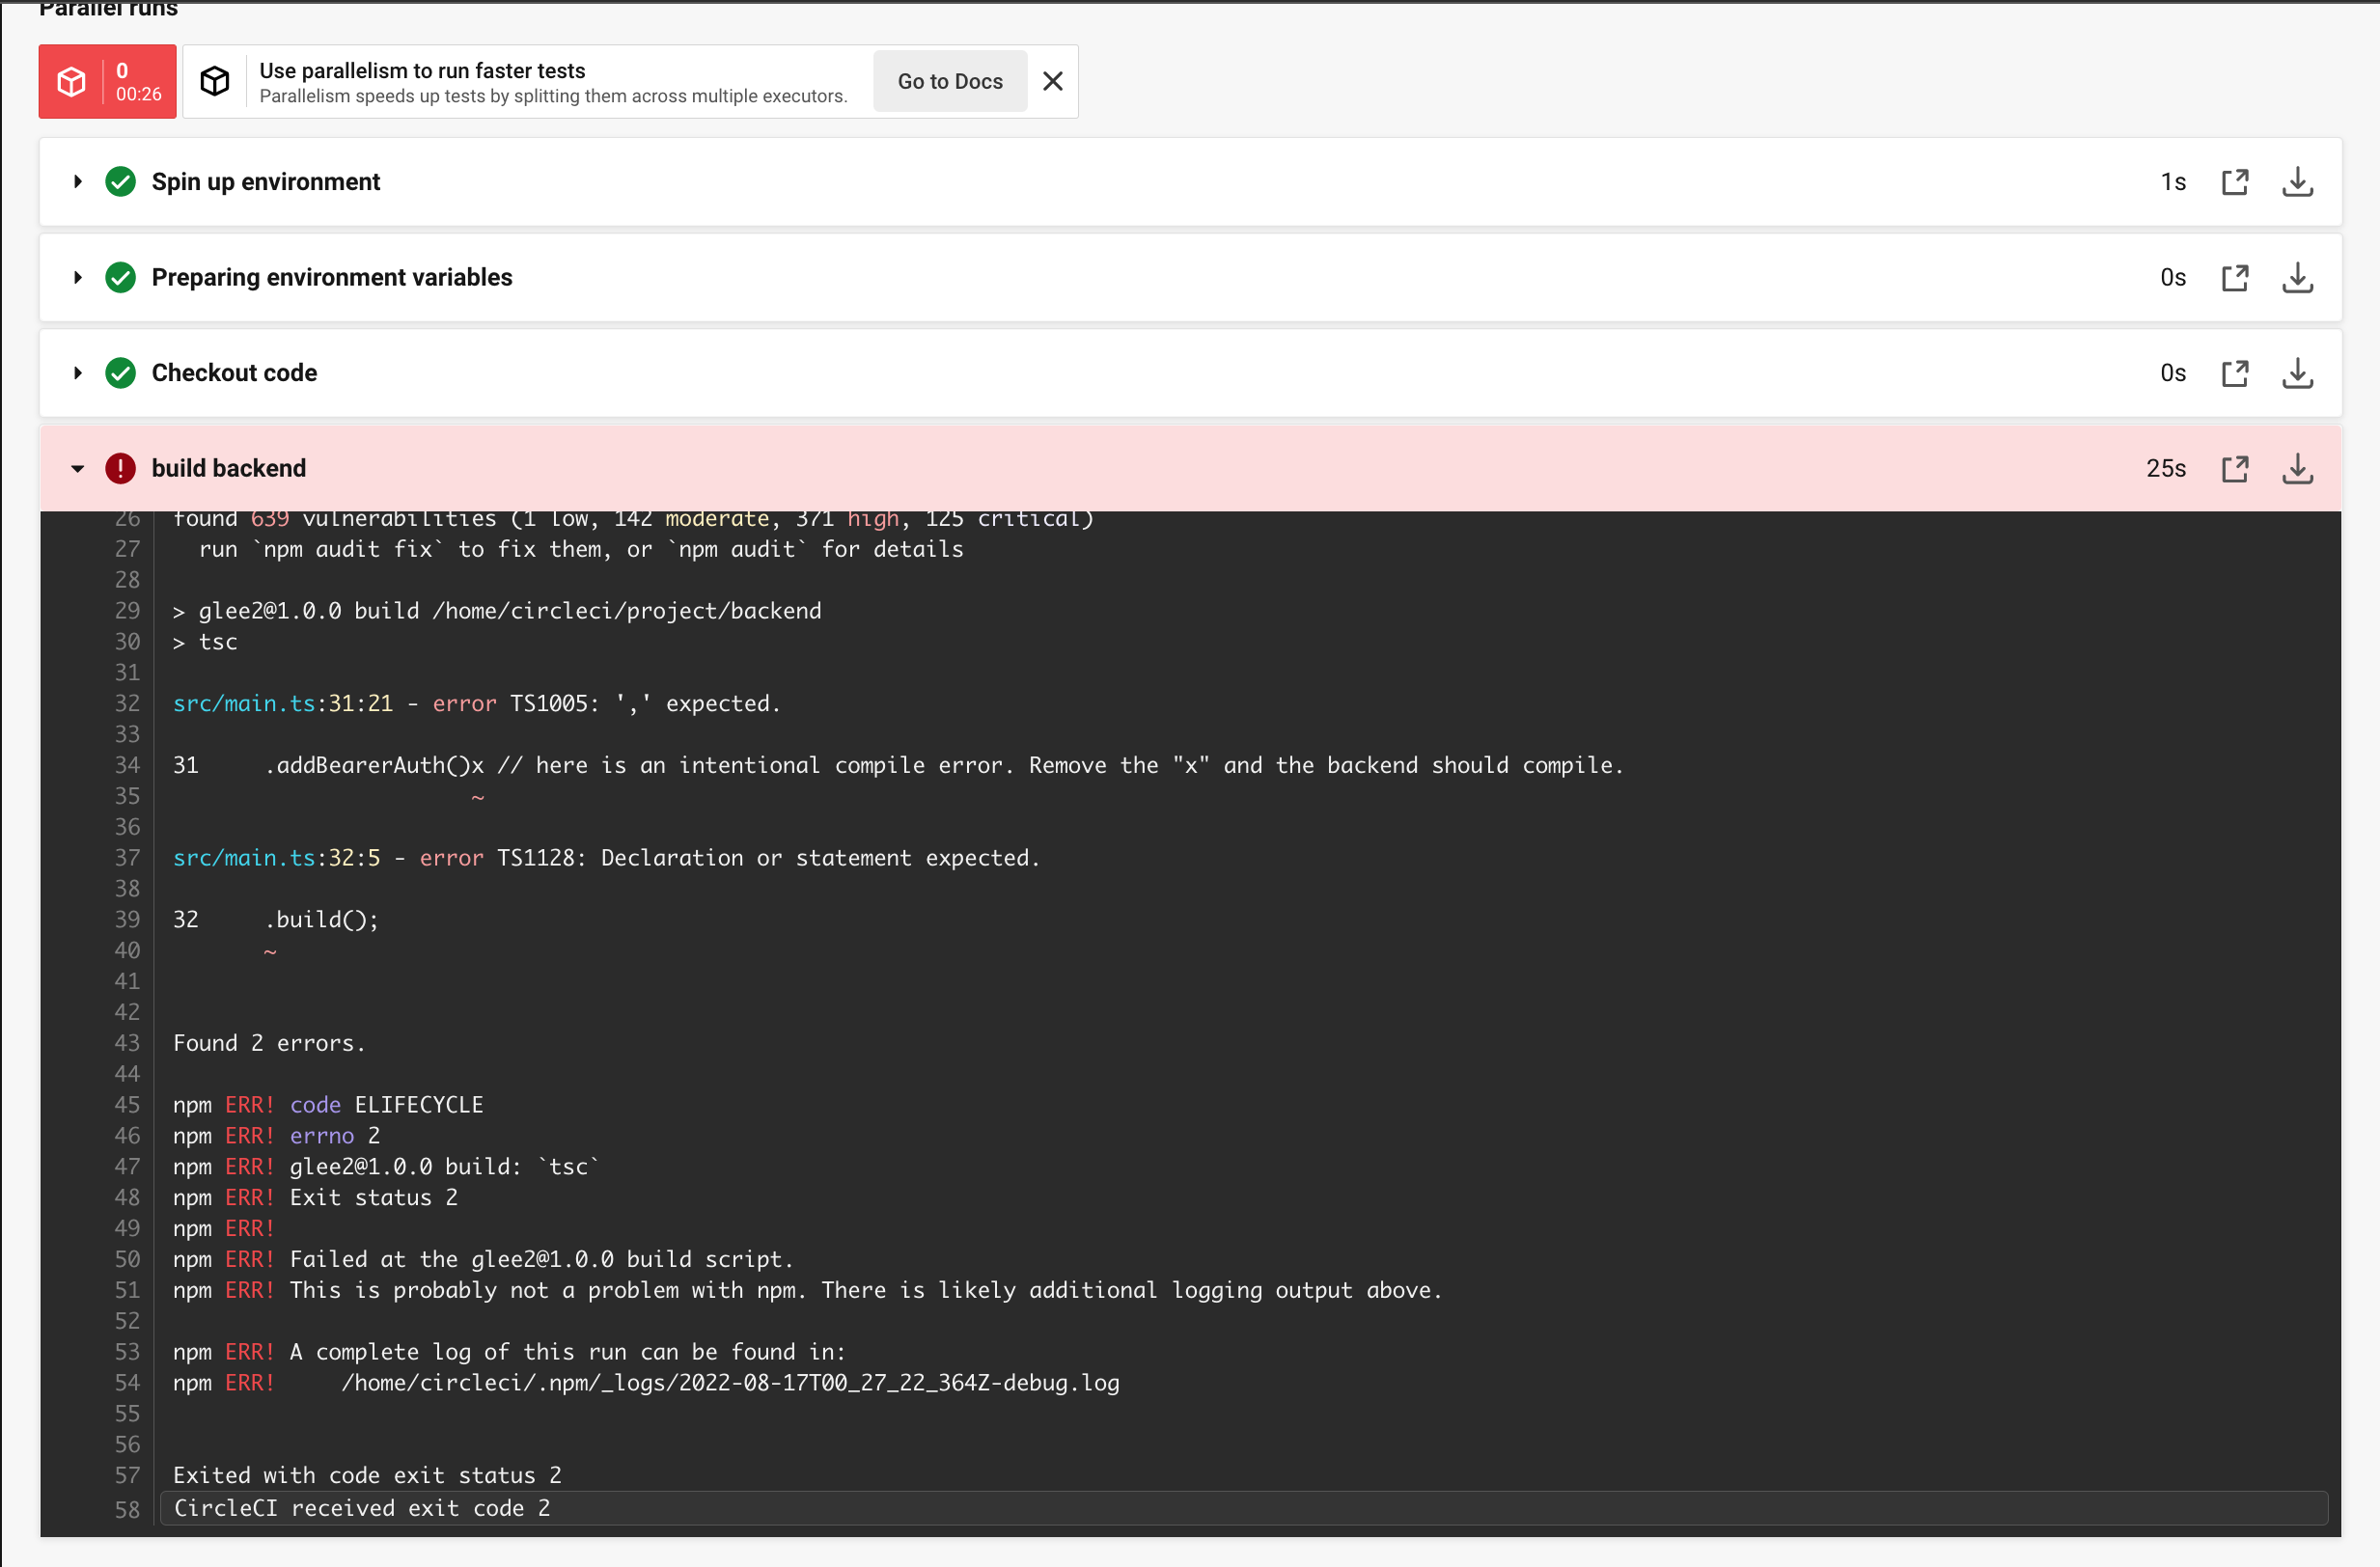 Parallel runs
0
00:26
Use parallelism to run faster tests
Parallelism speeds up tests by splitting them across multiple executors.
Go to Docs
Spin up environment 1s
Preparing environment variables 0s
Checkout code 0s
build backend 25s
26 found 639 vulnerabilities (1 low, 142 moderate, 371 high, 125 critical)
27 run `npm audit fix` to fix them, or `npm audit` for details
28
29 > glee2@1.0.0 build /home/circleci/project/backend
30 > tsc
31
32 src/main.ts:31:21 - error TS1005: ',' expected.
33
34 31 .addBearerAuth()x // here is an intentional compile error. Remove the "x" and the backend should compile.
35 ~
36
37 src/main.ts:32:5 - error TS1128: Declaration or statement expected.
38
39 32 .build();
40 ~
41
42
43 Found 2 errors.
44
45 npm ERR! code ELIFECYCLE
46 npm ERR! errno 2
47 npm ERR! glee2@1.0.0 build: `tsc`
48 npm ERR! Exit status 2
49 npm ERR!
50 npm ERR! Failed at the glee2@1.0.0 build script.
51 npm ERR! This is probably not a problem with npm. There is likely additional logging output above.
52
53 npm ERR! A complete log of this run can be found in:
54 npm ERR! /home/circleci/.npm/_logs/2022-08-17T00_27_22_364Z-debug.log
55
56
57 Exited with code exit status 2
58 CircleCI received exit code 2